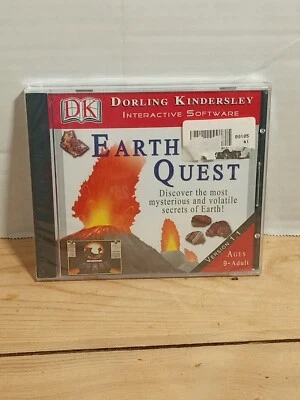 DK
DORLING KINDERSLEY
INTERACTIVE SOFTWARE
EARTH
QUEST
Discover the most
mysterious and volatile
secrets of Earth!
VERSION 1.1
AGES
9-ADULT